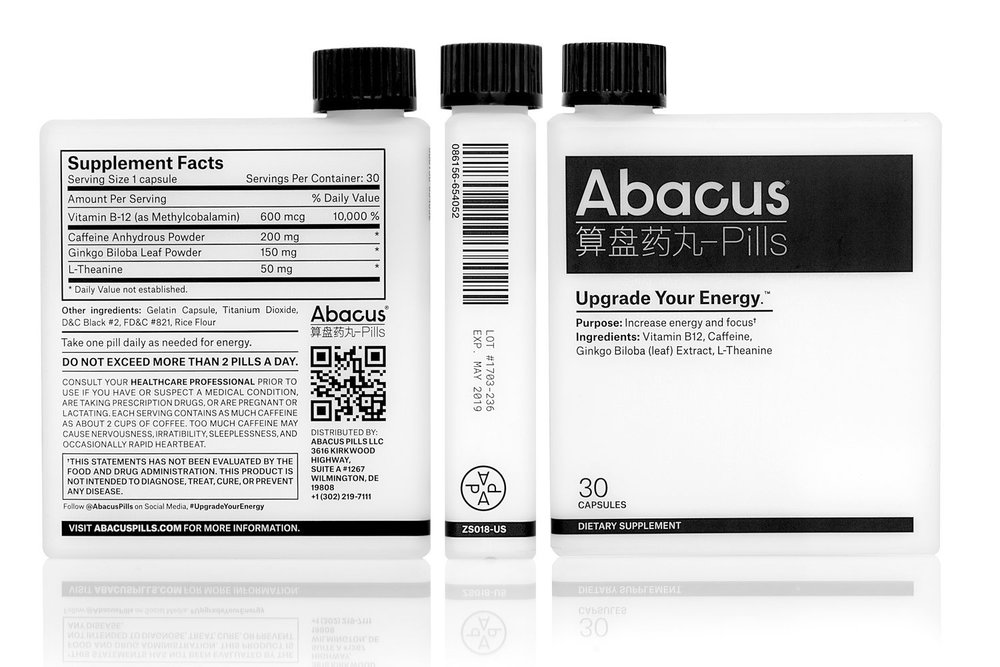 Supplement Facts
Serving Size 1 capsule Servings Per Container: 30
Amount Per Serving % Daily Value
Vitamin B-12 (as Methylcobalamin) 600 mcg 10,000 %
Caffeine Anhydrous Powder 200 mg *
Ginkgo Biloba Leaf Powder 150 mg *
L-Theanine 50 mg *
* Daily Value not established.
Other ingredients: Gelatin Capsule, Titanium Dioxide,
D&C Black #2, FD&C #821, Rice Flour
Take one pill daily as needed for energy.
DO NOT EXCEED MORE THAN 2 PILLS A DAY.
CONSULT YOUR HEALTHCARE PROFESSIONAL PRIOR TO
USE IF YOU HAVE OR SUSPECT A MEDICAL CONDITION,
ARE TAKING PRESCRIPTION DRUGS, OR ARE PREGNANT OR
LACTATING. EACH SERVING CONTAINS AS MUCH CAFFEINE
AS ABOUT 2 CUPS OF COFFEE. TOO MUCH CAFFEINE MAY
CAUSE NERVOUSNESS, IRRATIBILITY, SLEEPLESSNESS, AND
OCCASIONALLY RAPID HEARTBEAT.
†THIS STATEMENTS HAS NOT BEEN EVALUATED BY THE
FOOD AND DRUG ADMINISTRATION. THIS PRODUCT IS
NOT INTENDED TO DIAGNOSE, TREAT, CURE, OR PREVENT
ANY DISEASE.
Follow @AbacusPills on Social Media, #UpgradeYourEnergy
Abacus®
算盘药丸-Pills
DISTRIBUTED BY:
ABACUS PILLS LLC
3616 KIRKWOOD
HIGHWAY,
SUITE A #1267
WILMINGTON, DE
19808
+1 (302) 219-7111
VISIT ABACUSPILLS.COM FOR MORE INFORMATION.
086156-654052
LOT #1703-236
EXP. MAY 2019
ZS018-US
Abacus®
算盘药丸-Pills
Upgrade Your Energy.™
Purpose: Increase energy and focus†
Ingredients: Vitamin B12, Caffeine,
Ginkgo Biloba (leaf) Extract, L-Theanine
30
CAPSULES
DIETARY SUPPLEMENT